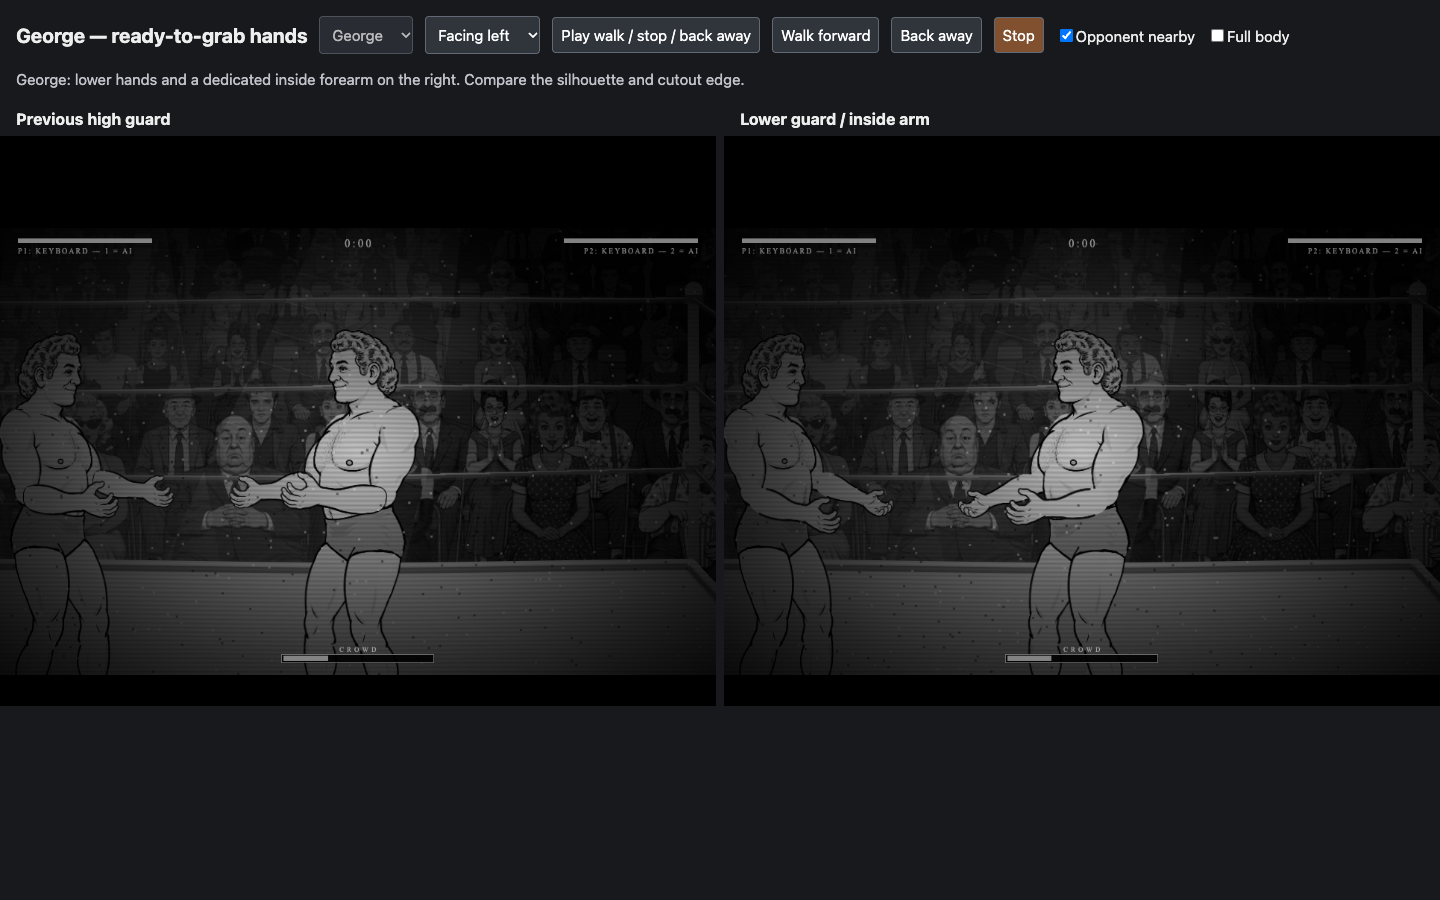 George — ready-to-grab hands George Facing left Play walk / stop / back away Walk forward Back away Stop Opponent nearby Full body
George: lower hands and a dedicated inside forearm on the right. Compare the silhouette and cutout edge.
Previous high guard
P1: KEYBOARD — 1 = AI
0:00
P2: KEYBOARD — 2 = AI
CROWD
Lower guard / inside arm
P1: KEYBOARD — 1 = AI
0:00
P2: KEYBOARD — 2 = AI
CROWD